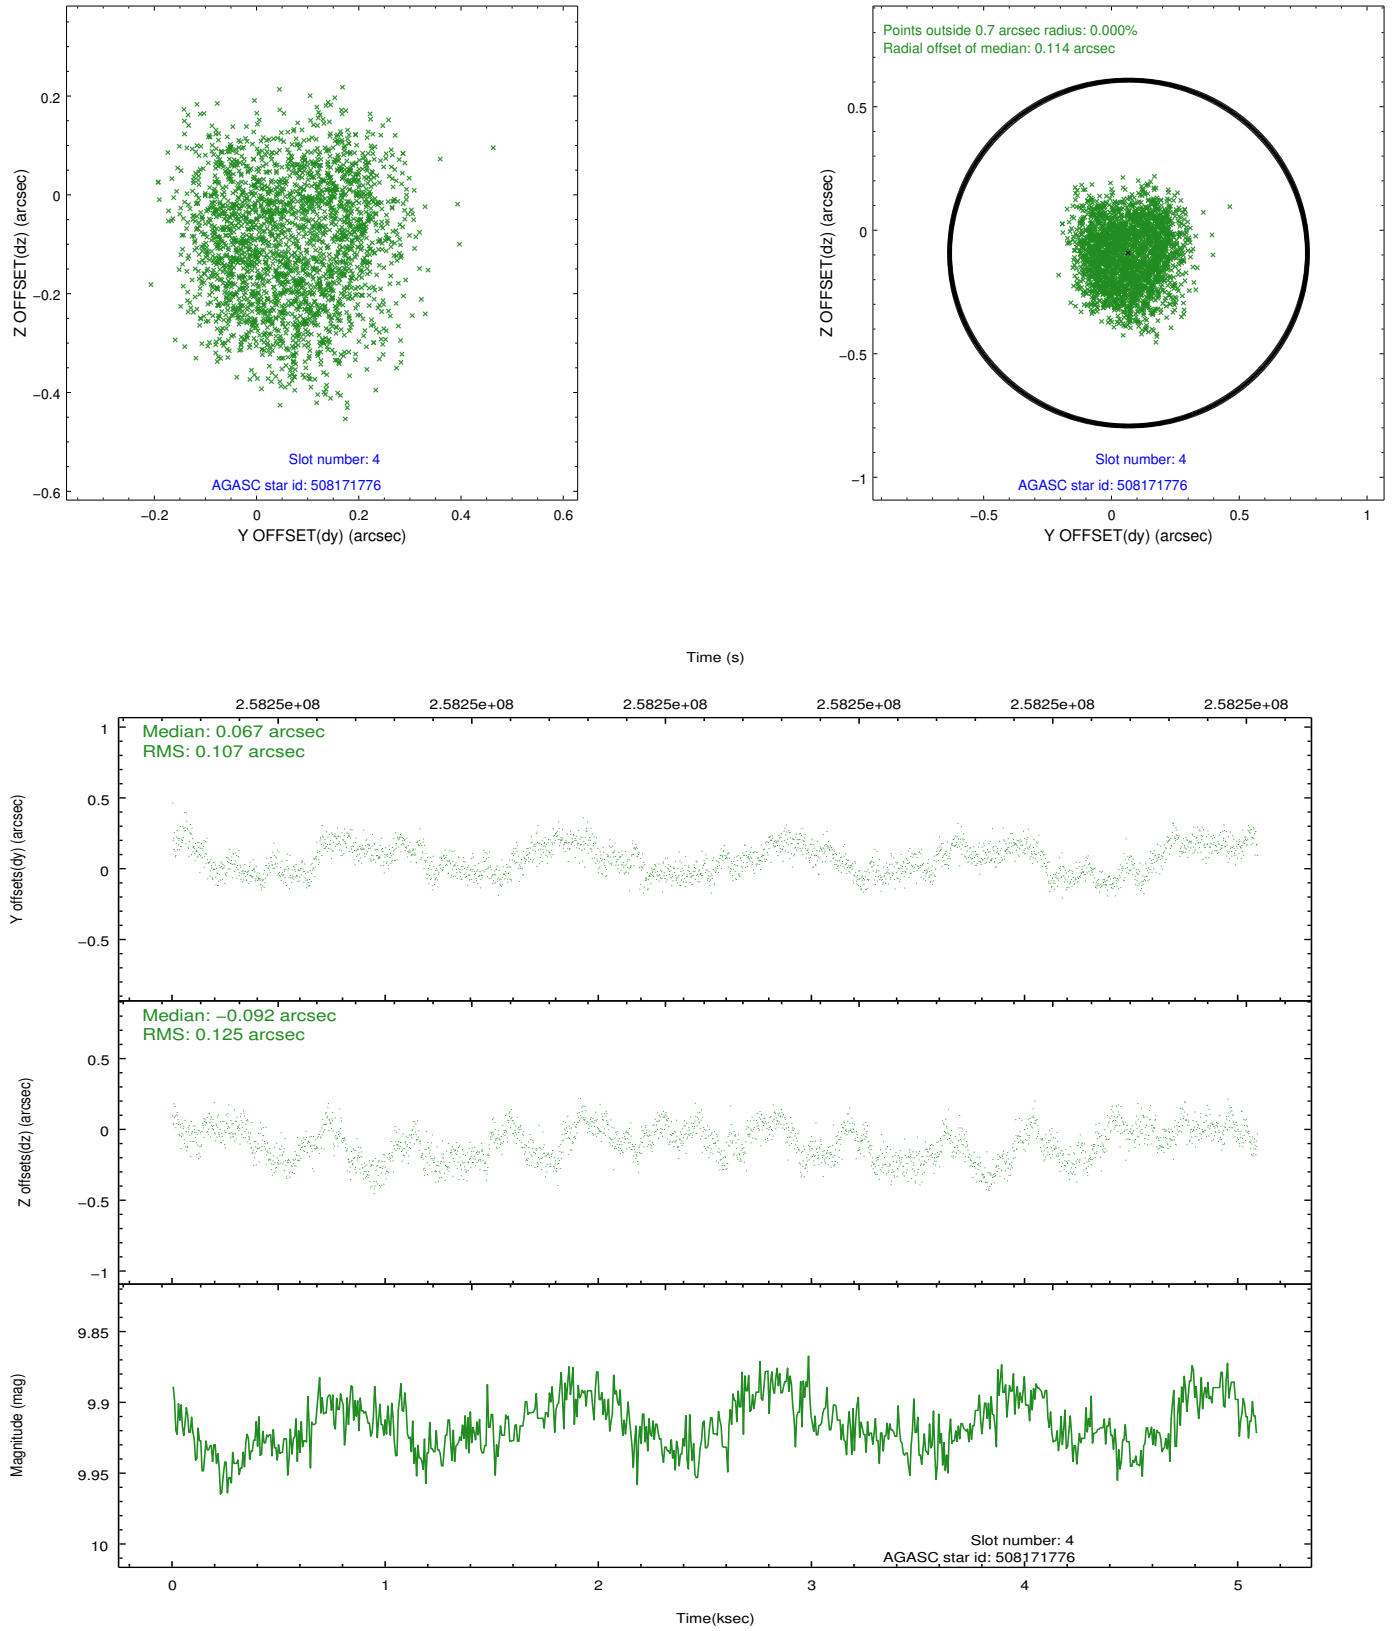 0.2
0
−0.2
−0.4
−0.6
Z OFFSET(dz) (arcsec)
Slot number: 4
AGASC star id: 508171776
−0.2
0
0.2
0.4
0.6
Y OFFSET(dy) (arcsec)
Points outside 0.7 arcsec radius: 0.000%
Radial offset of median: 0.114 arcsec
0.5
0
−0.5
−1
Z OFFSET(dz) (arcsec)
Slot number: 4
AGASC star id: 508171776
−0.5
0
0.5
1
Y OFFSET(dy) (arcsec)
Time (s)
2.5825e+08
2.5825e+08
2.5825e+08
2.5825e+08
2.5825e+08
2.5825e+08
Median: 0.067 arcsec
RMS: 0.107 arcsec
1
0.5
0
−0.5
Y offsets(dy) (arcsec)
Median: −0.092 arcsec
RMS: 0.125 arcsec
0.5
0
−0.5
−1
Z offsets(dz) (arcsec)
9.85
9.9
9.95
10
Magnitude (mag)
Slot number: 4
AGASC star id: 508171776
0
1
2
3
4
5
Time(ksec)